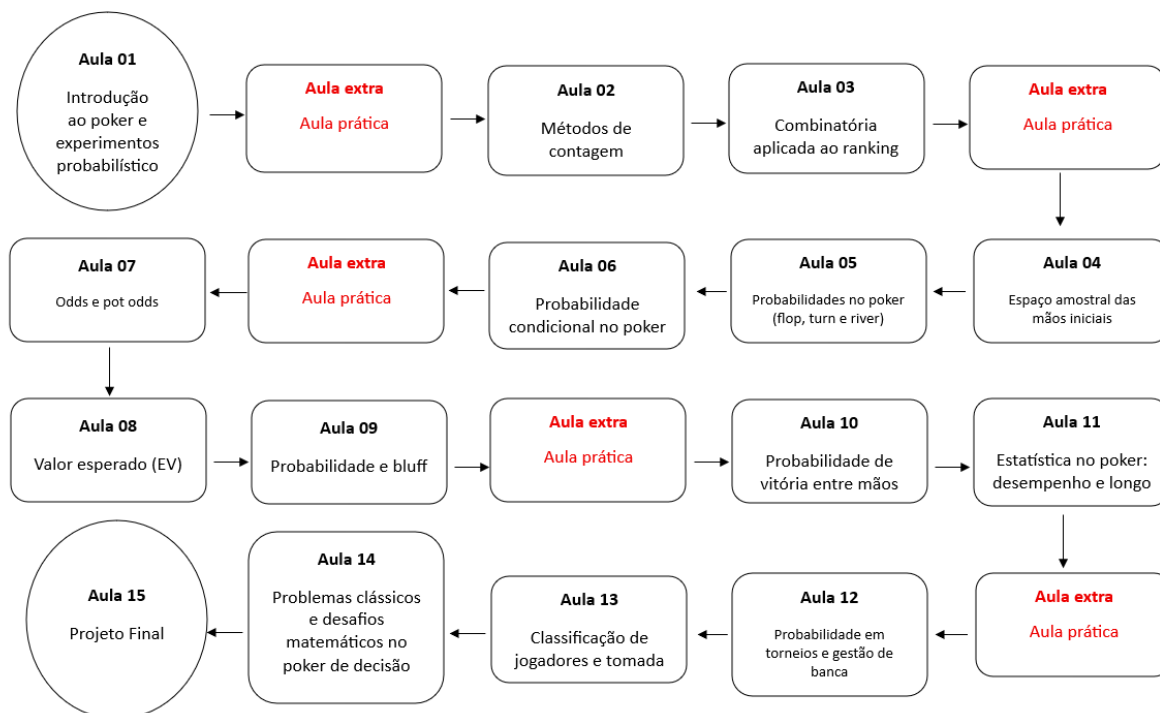 Aula 01
Introdução
ao poker e
experimentos
probabilístico
Aula extra
Aula prática
Aula 02
Métodos de
contagem
Aula 03
Combinatória
aplicada ao ranking
Aula extra
Aula prática
Aula 04
Espaço amostral das
mãos iniciais
Aula 05
Probabilidades no poker
(flop, turn e river)
Aula 06
Probabilidade
condicional no poker
Aula extra
Aula prática
Aula 07
Odds e pot odds
Aula 08
Valor esperado (EV)
Aula 09
Probabilidade e bluff
Aula extra
Aula prática
Aula 10
Probabilidade de
vitória entre mãos
Aula 11
Estatística no poker:
desempenho e longo
Aula extra
Aula prática
Aula 12
Probabilidade em
torneios e gestão de
banca
Aula 13
Classificação de
jogadores e tomada
Aula 14
Problemas clássicos
e desafios
matemáticos no
poker de decisão
Aula 15
Projeto Final